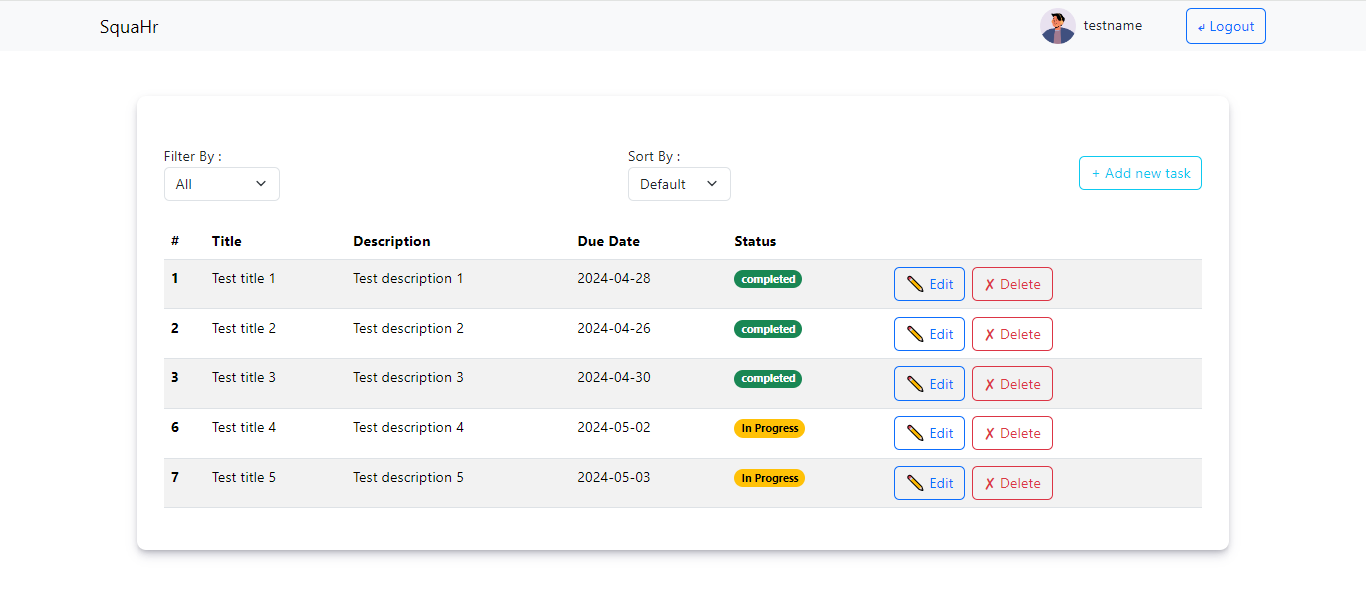 SquaHr
testname
↲ Logout
Filter By :
Sort By :
All
Default
+ Add new task
# Title Description Due Date Status
1 Test title 1 Test description 1 2024-04-28 completed Edit ✗ Delete
2 Test title 2 Test description 2 2024-04-26 completed Edit ✗ Delete
3 Test title 3 Test description 3 2024-04-30 completed Edit ✗ Delete
6 Test title 4 Test description 4 2024-05-02 In Progress Edit ✗ Delete
7 Test title 5 Test description 5 2024-05-03 In Progress Edit ✗ Delete